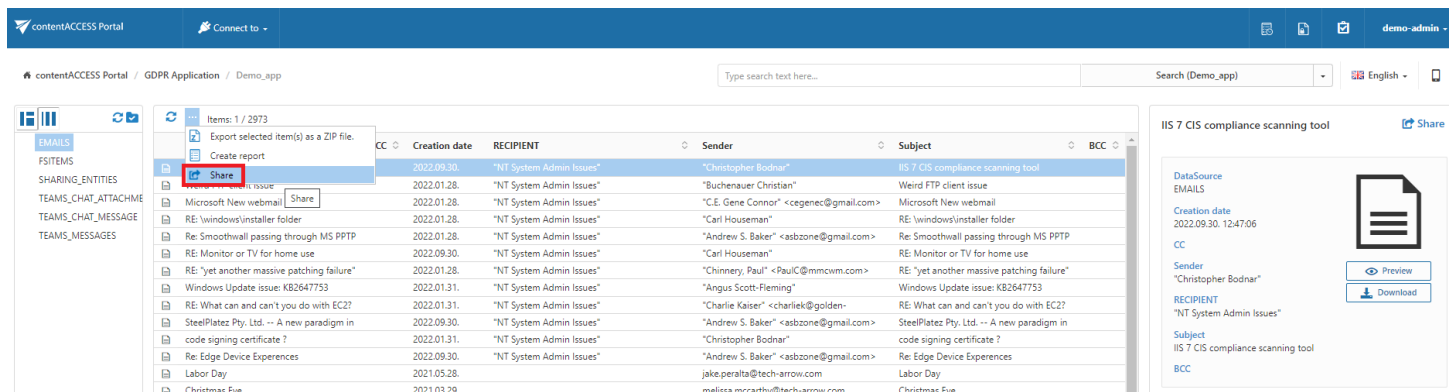 contentACCESS Portal Connect to demo-admin
contentACCESS Portal / GDPR Application / Demo_app Type search text here... Search (Demo_app) English
Items: 1 / 2973
IIS 7 CIS compliance scanning tool Share
EMAILS
FSITEMS
SHARING_ENTITIES
TEAMS_CHAT_ATTACHME
TEAMS_CHAT_MESSAGE
TEAMS_MESSAGES
Export selected item(s) as a ZIP file.
Create report
Share
Share
CC Creation date RECIPIENT Sender Subject BCC
2022.09.30. "NT System Admin Issues" "Christopher Bodnar" IIS 7 CIS compliance scanning tool
Weird FTP client issue 2022.01.28. "NT System Admin Issues" "Buchenauer Christian" Weird FTP client issue
Microsoft New webmail 2022.01.28. "NT System Admin Issues" "C.E. Gene Connor" <cegenec@gmail.com> Microsoft New webmail
RE: \windows\installer folder 2022.01.28. "NT System Admin Issues" "Carl Houseman" RE: \windows\installer folder
Re: Smoothwall passing through MS PPTP 2022.01.28. "NT System Admin Issues" "Andrew S. Baker" <asbzone@gmail.com> Re: Smoothwall passing through MS PPTP
RE: Monitor or TV for home use 2022.09.30. "NT System Admin Issues" "Carl Houseman" RE: Monitor or TV for home use
RE: "yet another massive patching failure" 2022.01.28. "NT System Admin Issues" "Chinnery, Paul" <PaulC@mmcwm.com> RE: "yet another massive patching failure"
Windows Update issue: KB2647753 2022.01.31. "NT System Admin Issues" "Angus Scott-Fleming" Windows Update issue: KB2647753
RE: What can and can't you do with EC2? 2022.01.31. "NT System Admin Issues" "Charlie Kaiser" <charliek@golden- RE: What can and can't you do with EC2?
SteelPlatez Pty. Ltd. -- A new paradigm in 2022.09.30. "NT System Admin Issues" "Andrew S. Baker" <asbzone@gmail.com> SteelPlatez Pty. Ltd. -- A new paradigm in
code signing certificate ? 2022.01.31. "NT System Admin Issues" "Christopher Bodnar" code signing certificate ?
Re: Edge Device Experences 2022.09.30. "NT System Admin Issues" "Andrew S. Baker" <asbzone@gmail.com> Re: Edge Device Experences
Labor Day 2021.05.28. jake.peralta@tech-arrow.com Labor Day
Christmas Eve 2021.03.29. melissa.mccarthy@tech-arrow.com Christmas Eve
DataSource
EMAILS
Creation date
2022.09.30. 12:47:06
CC
Sender
"Christopher Bodnar"
RECIPIENT
"NT System Admin Issues"
Subject
IIS 7 CIS compliance scanning tool
BCC
Preview
Download